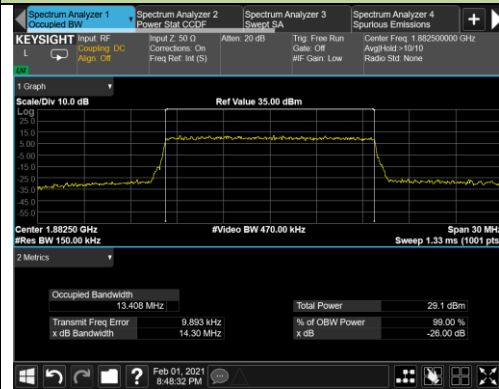 Spectrum Analyzer 1
Occupied BW
Spectrum Analyzer 2
Power Stat CCDF
Spectrum Analyzer 3
Swept SA
Spectrum Analyzer 4
Spurious Emissions
KEYSIGHT
L
Input: RF
Coupling: DC
Align: Off
Input Z: 50 Ω
Corrections: On
Freq Ref: Int (S)
Atten: 20 dB
Trig: Free Run
Gate: Off
#IF Gain: Low
Center Freq: 1.882500000 GHz
Avg|Hold:>10/10
Radio Std: None
1 Graph
Scale/Div 10.0 dB
Ref Value 35.00 dBm
Log
25.0
15.0
5.00
-5.00
-15.0
-25.0
-35.0
-45.0
-55.0
Center 1.88250 GHz
#Video BW 470.00 kHz
Span 30 MHz
#Res BW 150.00 kHz
Sweep 1.33 ms (1001 pts
2 Metrics
Occupied Bandwidth
13.408 MHz
Total Power
29.1 dBm
Transmit Freq Error
9.893 kHz
% of OBW Power
99.00 %
x dB Bandwidth
14.30 MHz
x dB
-26.00 dB
Feb 01, 2021
8:48:32 PM